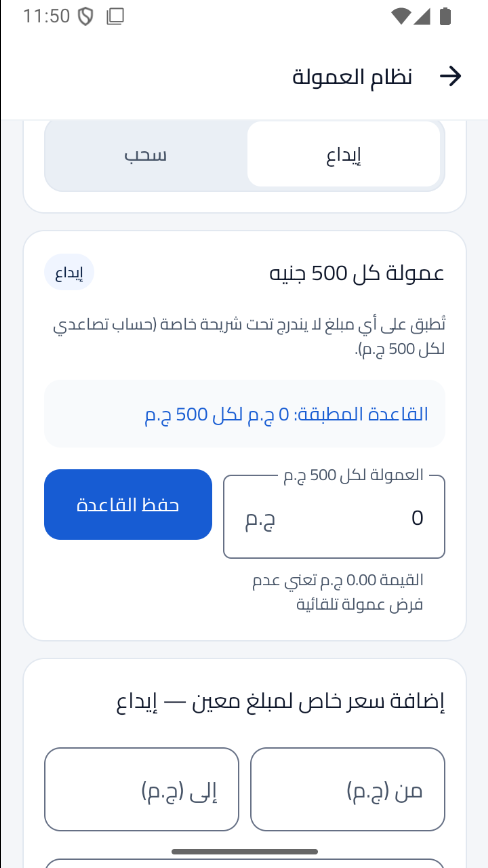 11:50
نظام العمولة
إيداع
سحب
عمولة كل 500 جنيه
إيداع
تُطبق على أي مبلغ لا يندرج تحت شريحة خاصة (حساب تصاعدي
لكل 500 ج.م).
القاعدة المطبقة: 0 ج.م لكل 500 ج.م
العمولة لكل 500 ج.م
0
ج.م
حفظ القاعدة
القيمة 0.00 ج.م تعني عدم
فرض عمولة تلقائية
إضافة سعر خاص لمبلغ معين — إيداع
من (ج.م)
إلى (ج.م)